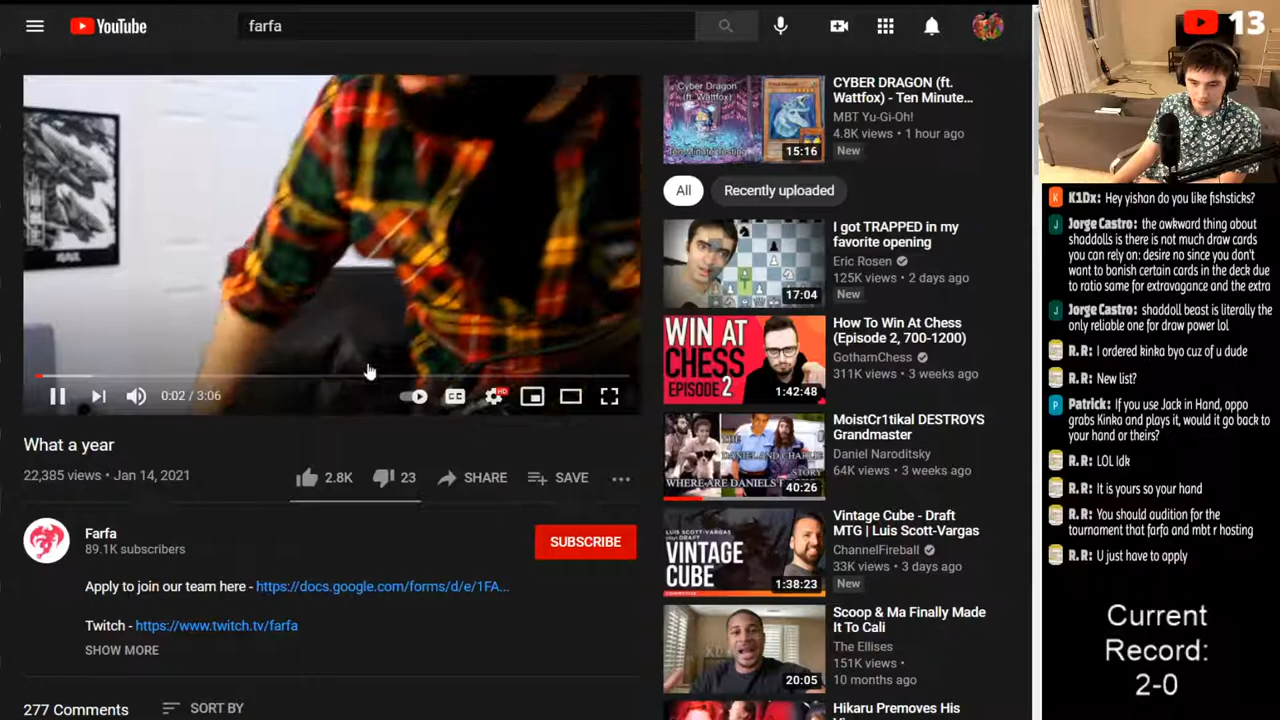 YouTube
farfa
13
0:02 / 3:06
CC
HD
What a year
22,385 views • Jan 14, 2021
2.8K
23
SHARE
SAVE
Farfa
89.1K subscribers
SUBSCRIBE
Apply to join our team here - https://docs.google.com/forms/d/e/1FA...
Twitch - https://www.twitch.tv/farfa
SHOW MORE
277 Comments
SORT BY
Cyber Dragon
(ft. Wattfox)
15:16
CYBER DRAGON (ft.
Wattfox) - Ten Minute...
MBT Yu-Gi-Oh!
4.8K views • 1 hour ago
New
All
Recently uploaded
17:04
I got TRAPPED in my
favorite opening
Eric Rosen
125K views • 2 days ago
New
WIN AT
CHESS
EPISODE 2
1:42:48
How To Win At Chess
(Episode 2, 700-1200)
GothamChess
311K views • 3 weeks ago
THE
DANIEL AND CHARLIE
STORY
WHERE ARE DANIEL'S
40:26
MoistCr1tikal DESTROYS
Grandmaster
Daniel Naroditsky
64K views • 3 weeks ago
LUIS SCOTT-VARGAS
DRAFT
VINTAGE
CUBE
1:38:23
Vintage Cube - Draft
MTG | Luis Scott-Vargas
ChannelFireball
33K views • 3 days ago
New
20:05
Scoop & Ma Finally Made
It To Cali
The Ellises
151K views •
10 months ago
Hikaru Premoves His
K K1Dx: Hey yishan do you like fishsticks?
J Jorge Castro: the awkward thing about
shaddolls is there is not much draw cards
you can rely on: desire no since you don't
want to banish certain cards in the deck due
to ratio same for extravagance and the extra
J Jorge Castro: shaddoll beast is literally the
only reliable one for draw power lol
R. R: I ordered kinka byo cuz of u dude
R. R: New list?
P Patrick: If you use Jack in Hand, oppo
grabs Kinka and plays it, would it go back to
your hand or theirs?
R. R: LOL Idk
R. R: It is yours so your hand
R. R: You should audition for the
tournament that farfa and mbt r hosting
R. R: U just have to apply
Current
Record:
2-0